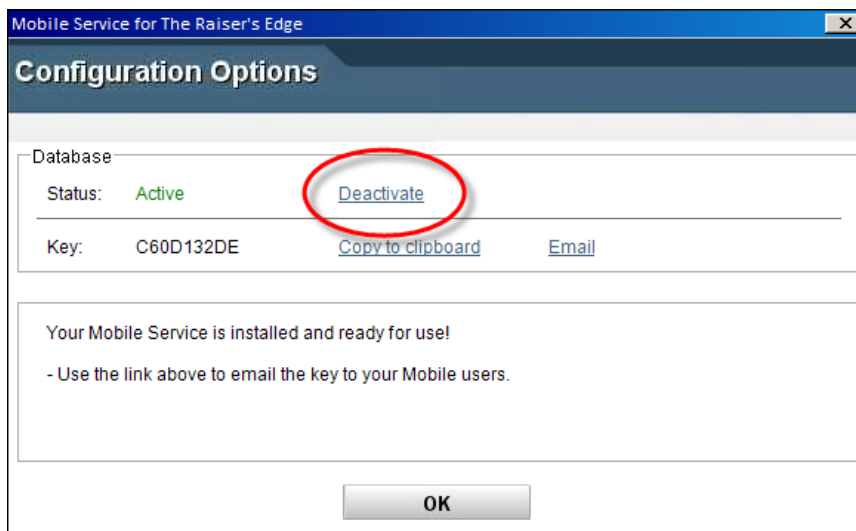 Mobile Service for The Raiser's Edge
Configuration Options
Database
Status: Active Deactivate
Key: C60D132DE Copy to clipboard Email
Your Mobile Service is installed and ready for use!
- Use the link above to email the key to your Mobile users.
OK